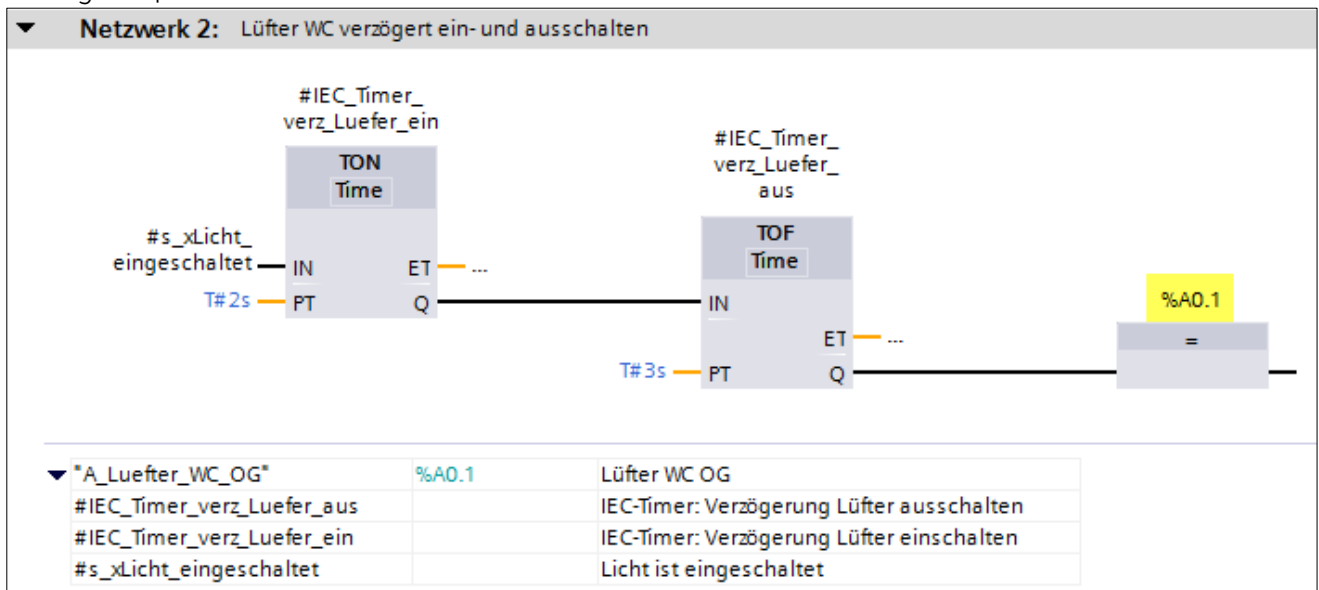 Netzwerk 2: Lüfter WC verzögert ein- und ausschalten
#IEC_Timer_
verz_Luefer_ein
TON
Time
#s_xLicht_
eingeschaltet
IN
ET
...
T#2s
PT
Q
#IEC_Timer_
verz_Luefer_
aus
TOF
Time
IN
ET
...
T#3s
PT
Q
%A0.1
=
"A_Luefter_WC_OG" %A0.1 Lüfter WC OG
#IEC_Timer_verz_Luefer_aus IEC-Timer: Verzögerung Lüfter ausschalten
#IEC_Timer_verz_Luefer_ein IEC-Timer: Verzögerung Lüfter einschalten
#s_xLicht_eingeschaltet Licht ist eingeschaltet